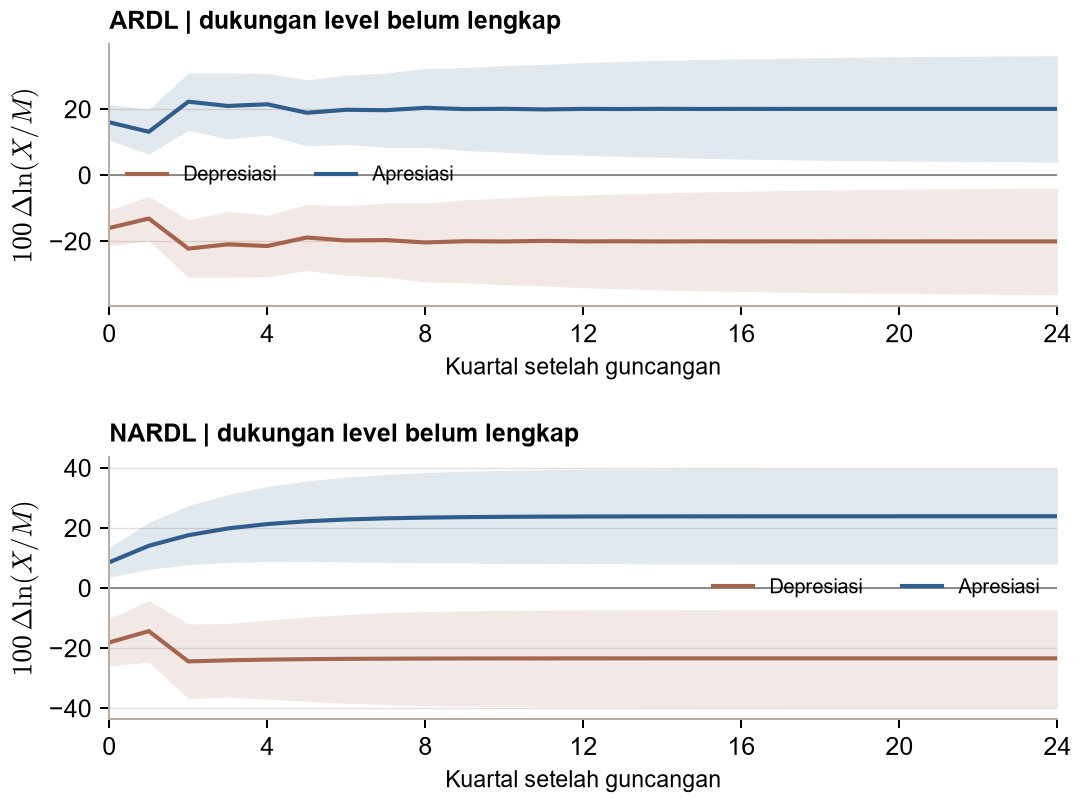 ARDL | dukungan level belum lengkap
100 Δln(X/M)
20
0
−20
Depresiasi
Apresiasi
0 4 8 12 16 20 24
Kuartal setelah guncangan
NARDL | dukungan level belum lengkap
100 Δln(X/M)
40
20
0
−20
−40
Depresiasi
Apresiasi
0 4 8 12 16 20 24
Kuartal setelah guncangan